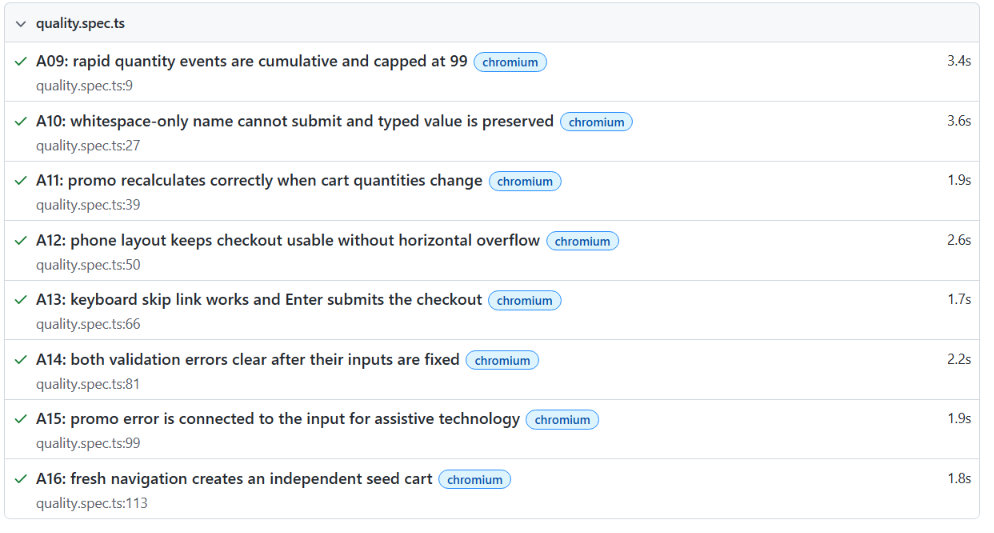 quality.spec.ts
A09: rapid quantity events are cumulative and capped at 99 chromium 3.4s
quality.spec.ts:9
A10: whitespace-only name cannot submit and typed value is preserved chromium 3.6s
quality.spec.ts:27
A11: promo recalculates correctly when cart quantities change chromium 1.9s
quality.spec.ts:39
A12: phone layout keeps checkout usable without horizontal overflow chromium 2.6s
quality.spec.ts:50
A13: keyboard skip link works and Enter submits the checkout chromium 1.7s
quality.spec.ts:66
A14: both validation errors clear after their inputs are fixed chromium 2.2s
quality.spec.ts:81
A15: promo error is connected to the input for assistive technology chromium 1.9s
quality.spec.ts:99
A16: fresh navigation creates an independent seed cart chromium 1.8s
quality.spec.ts:113